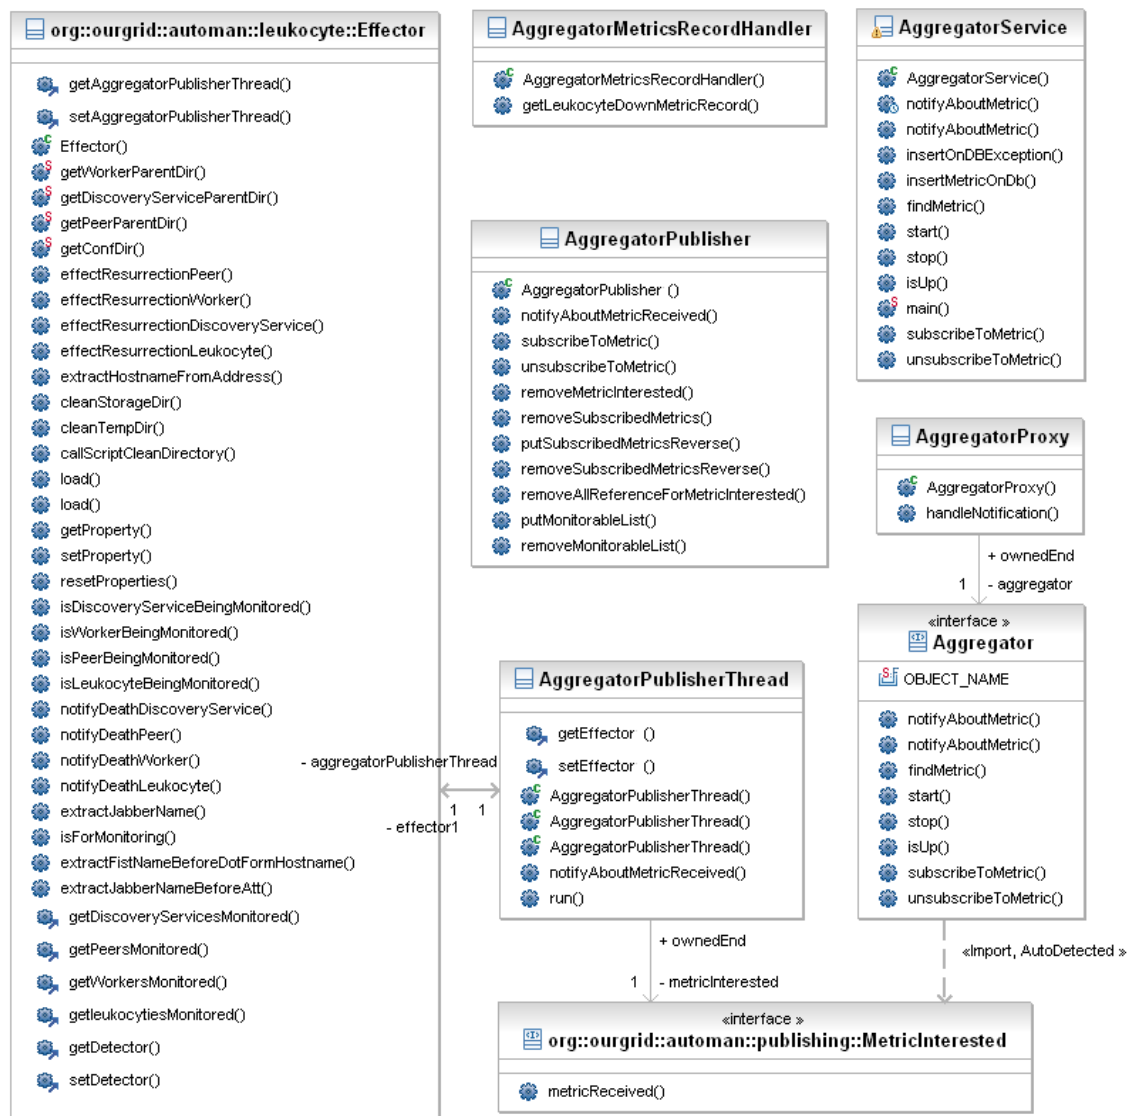 org::ourgrid::automan::leukocyte::Effector
getAggregatorPublisherThread()
setAggregatorPublisherThread()
Effector()
getWorkerParentDir()
getDiscoveryServiceParentDir()
getPeerParentDir()
getConfDir()
effectResurrectionPeer()
effectResurrectionWorker()
effectResurrectionDiscoveryService()
effectResurrectionLeukocyte()
extractHostnameFromAddress()
cleanStorageDir()
cleanTempDir()
callScriptCleanDirectory()
load()
load()
getProperty()
setProperty()
resetProperties()
isDiscoveryServiceBeingMonitored()
isWorkerBeingMonitored()
isPeerBeingMonitored()
isLeukocyteBeingMonitored()
notifyDeathDiscoveryService()
notifyDeathPeer()
notifyDeathWorker()
notifyDeathLeukocyte()
extractJabberName()
isForMonitoring()
extractFistNameBeforeDotFormHostname()
extractJabberNameBeforeAtt()
getDiscoveryServicesMonitored()
getPeersMonitored()
getWorkersMonitored()
getleukocytiesMonitored()
getDetector()
setDetector()
AggregatorMetricsRecordHandler
AggregatorMetricsRecordHandler()
getLeukocyteDownMetricRecord()
AggregatorService
AggregatorService()
notifyAboutMetric()
notifyAboutMetric()
insertOnDBException()
insertMetricOnDb()
findMetric()
start()
stop()
isUp()
main()
subscribeToMetric()
unsubscribeToMetric()
AggregatorPublisher
AggregatorPublisher ()
notifyAboutMetricReceived()
subscribeToMetric()
unsubscribeToMetric()
removeMetricInterested()
removeSubscribedMetrics()
putSubscribedMetricsReverse()
removeSubscribedMetricsReverse()
removeAllReferenceForMetricInterested()
putMonitorableList()
removeMonitorableList()
AggregatorProxy
AggregatorProxy()
handleNotification()
+ ownedEnd
1 - aggregator
«interface »
Aggregator
OBJECT_NAME
notifyAboutMetric()
notifyAboutMetric()
findMetric()
start()
stop()
isUp()
subscribeToMetric()
unsubscribeToMetric()
«Import, AutoDetected »
- aggregatorPublisherThread
1 1
- effector1
AggregatorPublisherThread
getEffector ()
setEffector ()
AggregatorPublisherThread()
AggregatorPublisherThread()
AggregatorPublisherThread()
notifyAboutMetricReceived()
run()
+ ownedEnd
1 - metricInterested
«interface »
org::ourgrid::automan::publishing::MetricInterested
metricReceived()